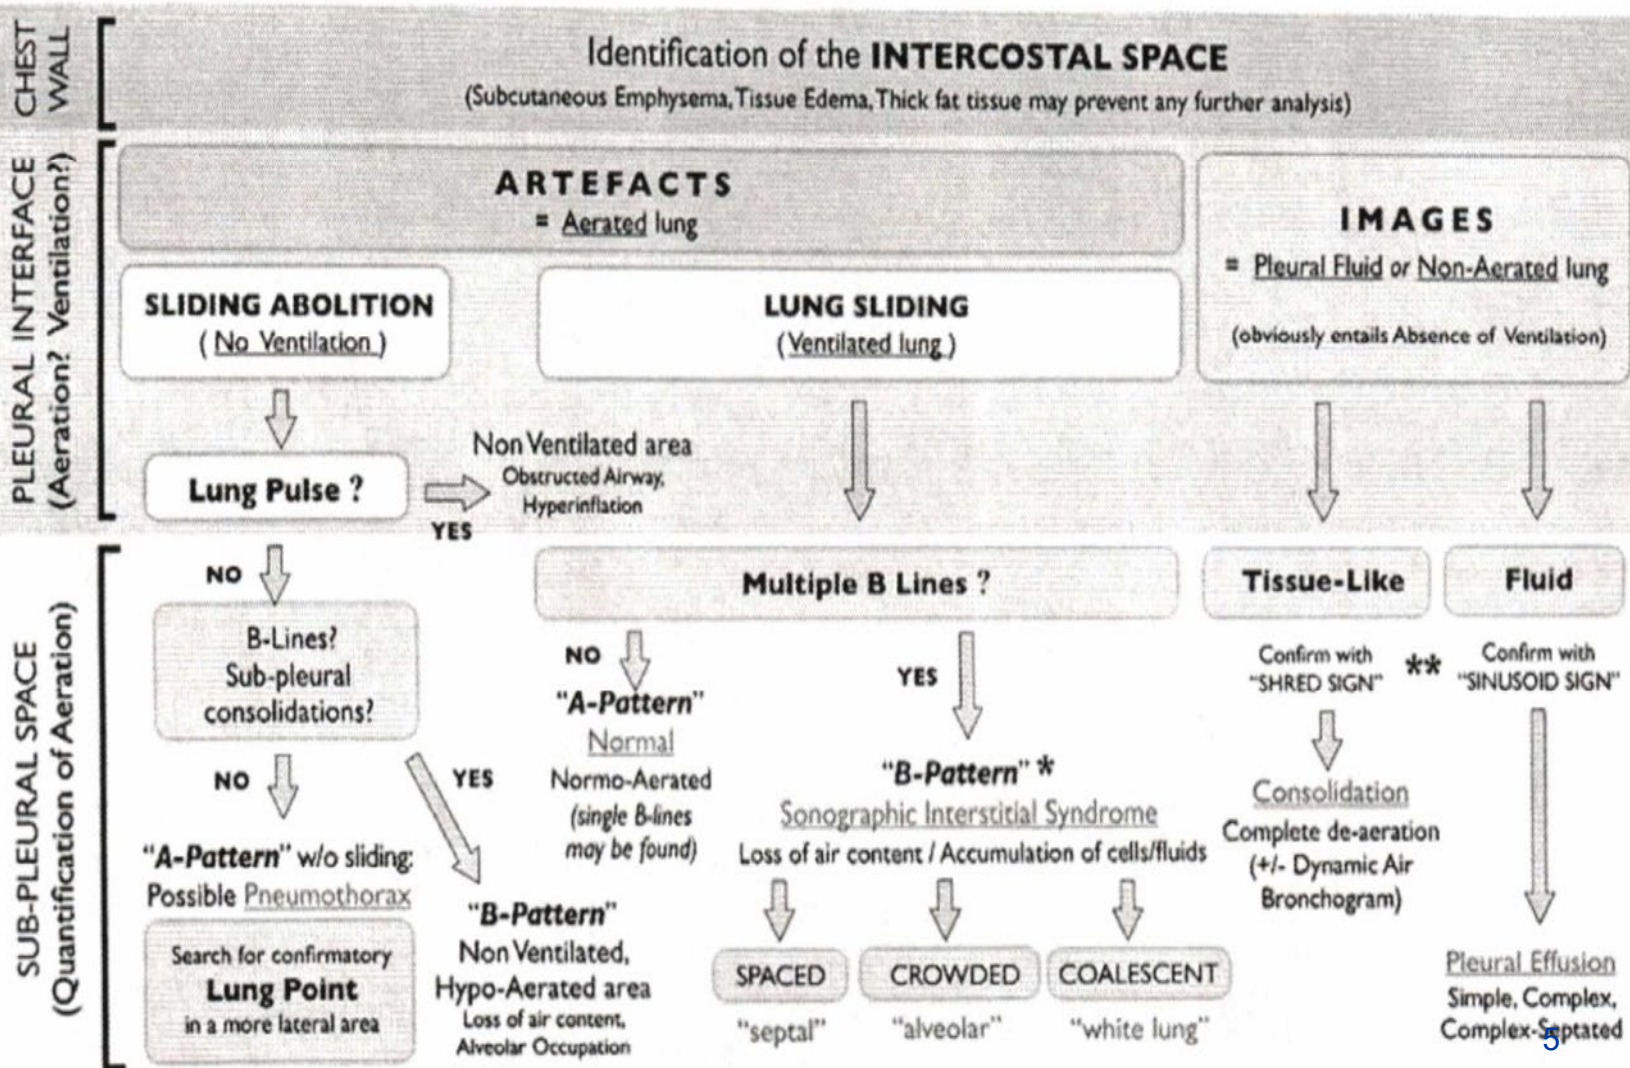 CHEST
WALL
Identification of the INTERCOSTAL SPACE
(Subcutaneous Emphysema, Tissue Edema, Thick fat tissue may prevent any further analysis)
PLEURAL INTERFACE
(Aeration? Ventilation?)
ARTEFACTS
= Aerated lung
IMAGES
= Pleural Fluid or Non-Aerated lung
(obviously entails Absence of Ventilation)
SLIDING ABOLITION
( No Ventilation )
LUNG SLIDING
( Ventilated lung )
Lung Pulse ?
YES
Non Ventilated area
Obstructed Airway,
Hyperinflation
SUB-PLEURAL SPACE
(Quantification of Aeration)
NO
B-Lines?
Sub-pleural
consolidations?
NO
YES
"A-Pattern" w/o sliding:
Possible Pneumothorax
Search for confirmatory
Lung Point
in a more lateral area
"B-Pattern"
Non Ventilated,
Hypo-Aerated area
Loss of air content,
Alveolar Occupation
Multiple B Lines ?
NO
"A-Pattern"
Normal
Normo-Aerated
(single B-lines
may be found)
YES
"B-Pattern" *
Sonographic Interstitial Syndrome
Loss of air content / Accumulation of cells/fluids
SPACED
"septal"
CROWDED
"alveolar"
COALESCENT
"white lung"
Tissue-Like
Confirm with
"SHRED SIGN"
**
Consolidation
Complete de-aeration
(+/- Dynamic Air
Bronchogram)
Fluid
Confirm with
"SINUSOID SIGN"
Pleural Effusion
Simple, Complex,
Complex-Septated
5